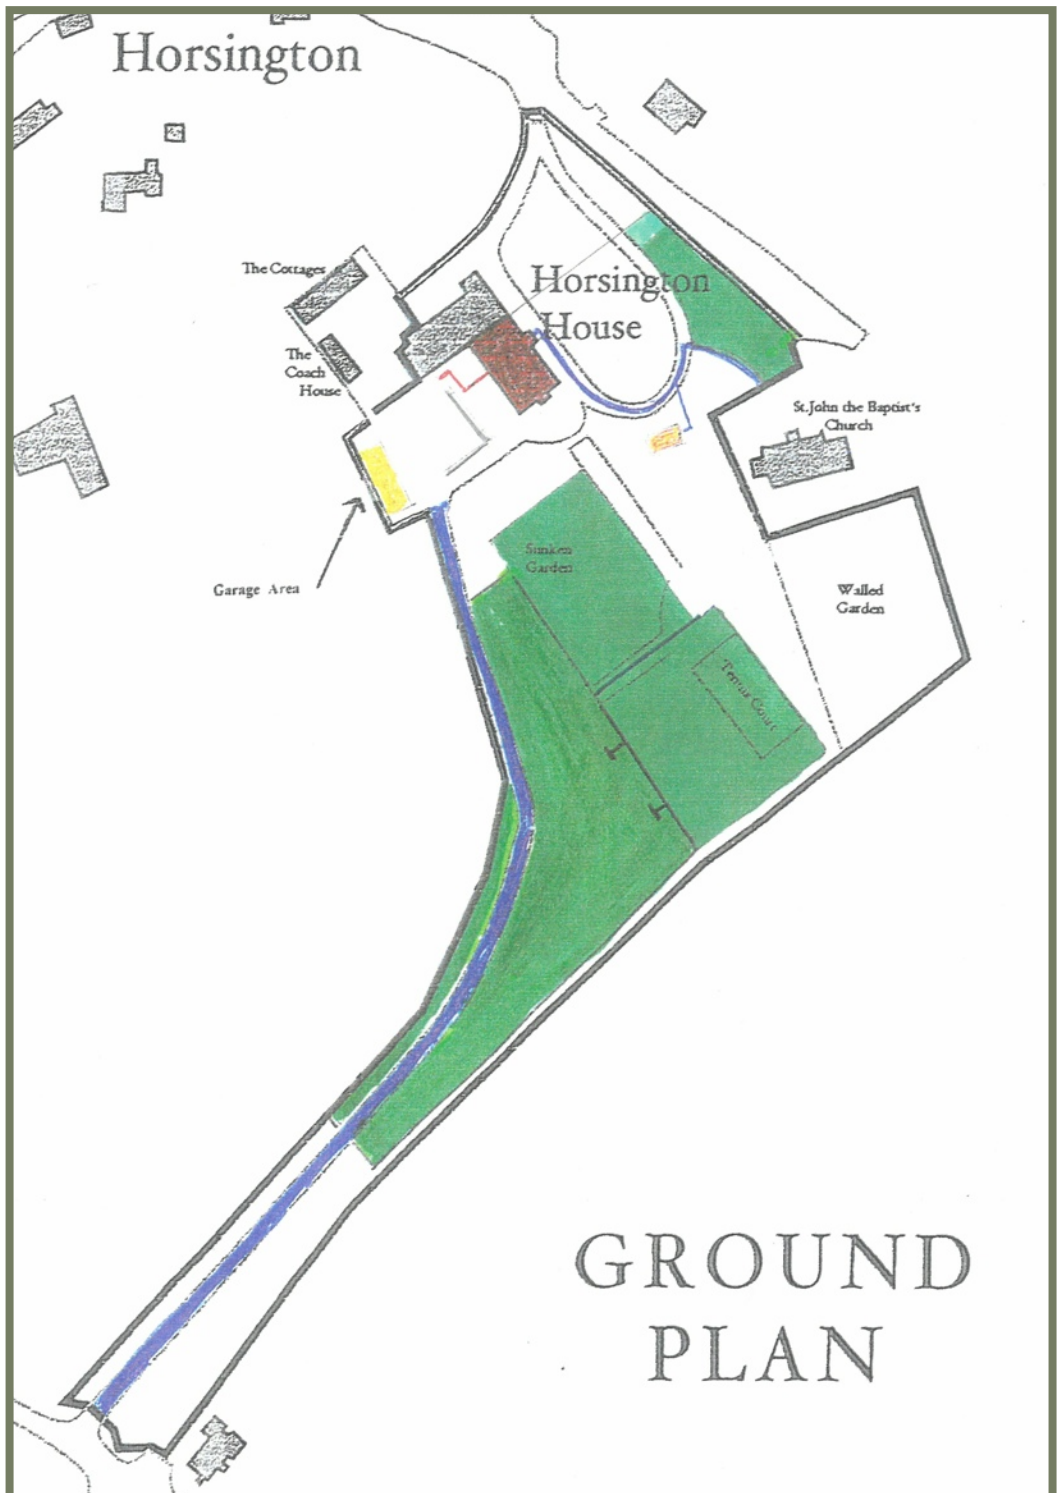 Horsington
The Cottages
Horsington
House
The
Coach
House
St.John the Baptist's
Church
Sunken
Garden
Garage Area
Walled
Garden
Tennis Court
GROUND
PLAN